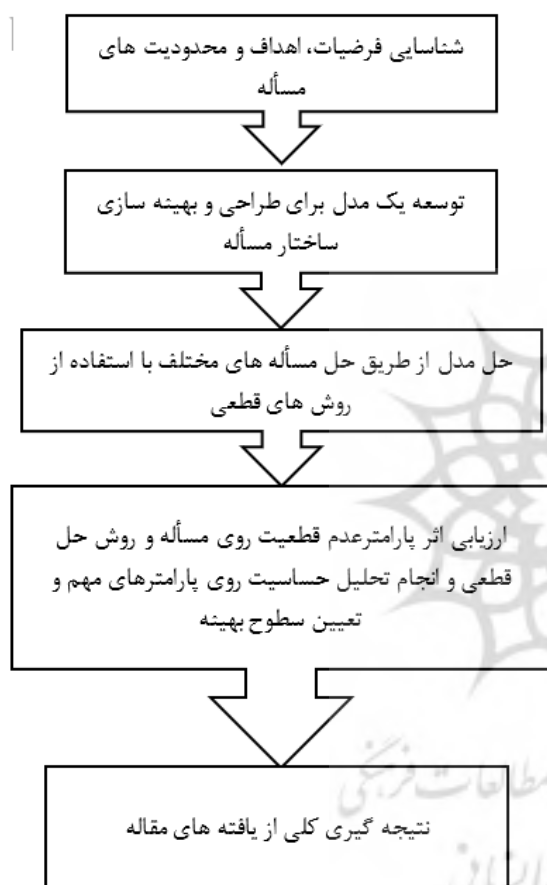 شناسایی فرضیات، اهداف و محدودیت های
مسأله
توسعه یک مدل برای طراحی و بهینه سازی
ساختار مسأله
حل مدل از طریق حل مسأله های مختلف با استفاده از
روش های قطعی
ارزیابی اثر پارامترعدم قطعیت روی مسأله و روش حل
قطعی و انجام تحلیل حساسیت روی پارامترهای مهم و
تعیین سطوح بهینه
نتیجه گیری کلی از یافته های مقاله
مطالعات فرهنگی